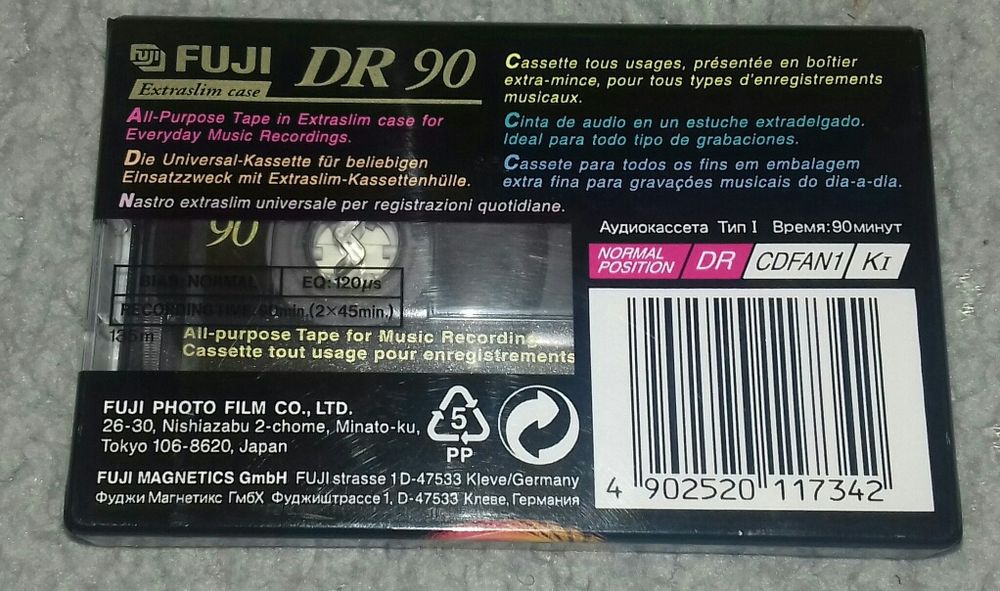 FUJI DR 90
Extraslim case
All-Purpose Tape in Extraslim case for
Everyday Music Recordings.
Die Universal-Kassette für beliebigen
Einsatzzweck mit Extraslim-Kassettenhülle.
Nastro extraslim universale per registrazioni quotidiane.
Cassette tous usages, présentée en boîtier
extra-mince, pour tous types d'enregistrements
musicaux.
Cinta de audio en un estuche extradelgado.
Ideal para todo tipo de grabaciones.
Cassete para todos os fins em embalagem
extra fina para gravaçóes musicais do dia-a-dia.
Аудиокассета Тип I Время:90минут
NORMAL POSITION DR CDFAN1 KI
90
BIAS: NORMAL EQ:120μs
RECORDING TIME:90min.(2×45min.)
135m
All-purpose Tape for Music Recording
Cassette tout usage pour enregistrements
FUJI PHOTO FILM CO., LTD.
26-30, Nishiazabu 2-chome, Minato-ku,
Tokyo 106-8620, Japan
5
PP
FUJI MAGNETICS GmbH FUJI strasse 1 D-47533 Kleve/Germany
Фуджи Магнетикс ГмбХ Фуджиштрассе 1, D-47533 Клеве, Германия
4 902520 117342